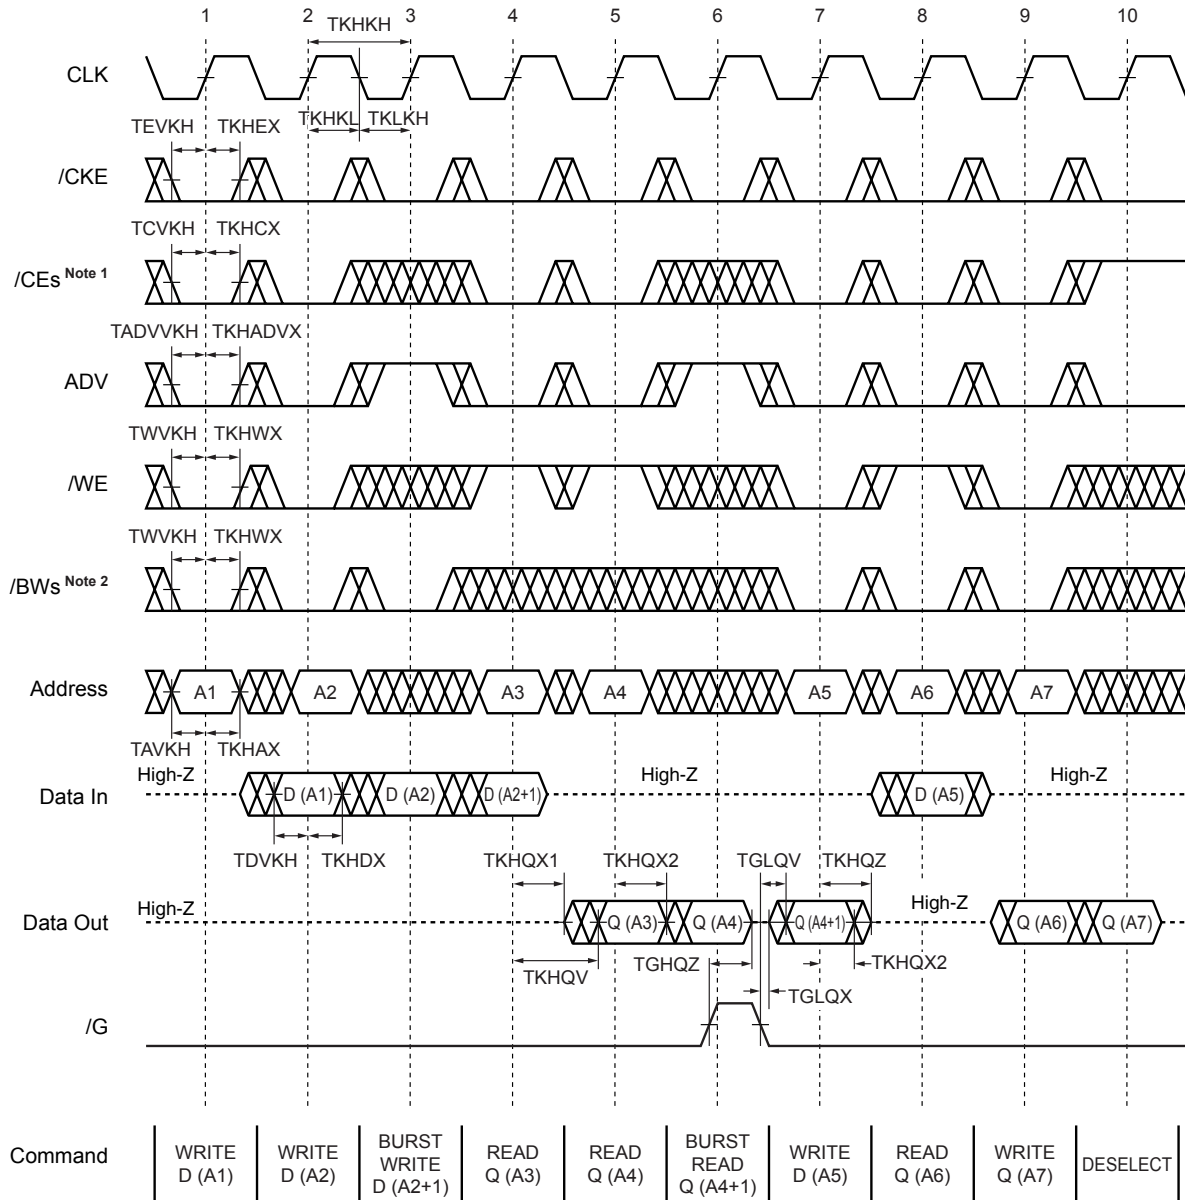 1 2 3 4 5 6 7 8 9 10
TKHKH
CLK
TKHKL TKLKH
TEVKH TKHEX
/CKE
TCVKH TKHCX
/CEs Note 1
TADVVKH TKHADVX
ADV
TWVKH TKHWX
/WE
TWVKH TKHWX
/BWs Note 2
Address A1 A2 A3 A4 A5 A6 A7
TAVKH TKHAX
High-Z High-Z High-Z
Data In D (A1) D (A2) D (A2+1) D (A5)
TDVKH TKHDX TKHQX1 TKHQX2 TGLQV TKHQZ
High-Z High-Z
Data Out Q (A3) Q (A4) Q (A4+1) Q (A6) Q (A7)
TKHQV TGHQZ TKHQX2
TGLQX
/G
Command
WRITE
D (A1)
WRITE
D (A2)
BURST
WRITE
D (A2+1)
READ
Q (A3)
READ
Q (A4)
BURST
READ
Q (A4+1)
WRITE
D (A5)
READ
Q (A6)
WRITE
Q (A7)
DESELECT